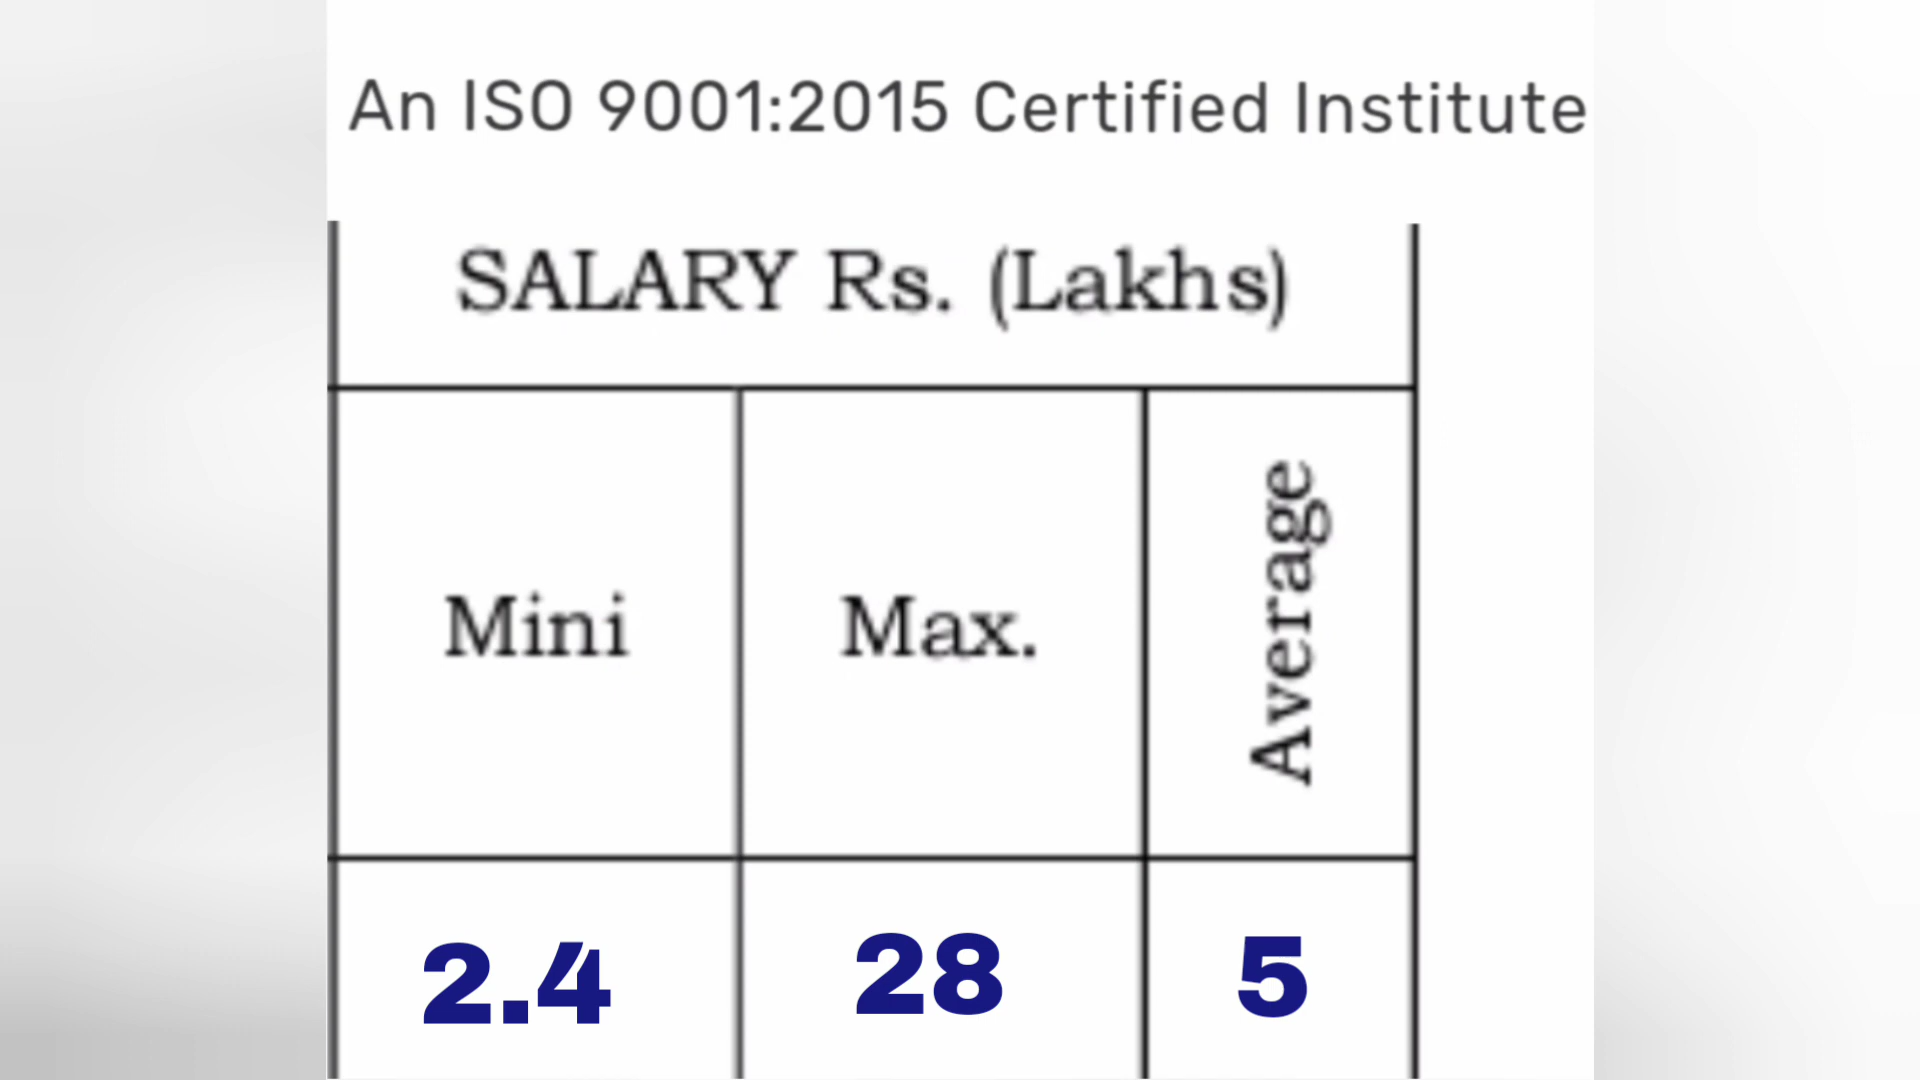 An ISO 9001:2015 Certified Institute
SALARY Rs. (Lakhs)
Mini Max. Average
2.4 28 5